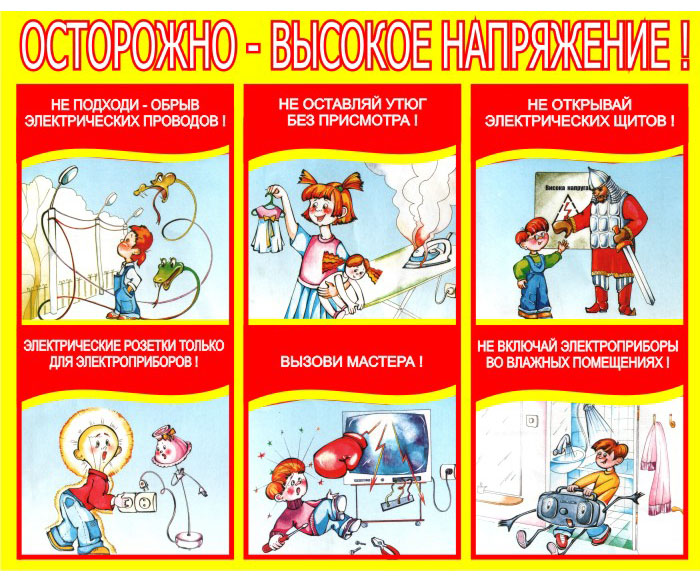 ОСТОРОЖНО - ВЫСОКОЕ НАПРЯЖЕНИЕ !
НЕ ПОДХОДИ - ОБРЫВ
ЭЛЕКТРИЧЕСКИХ ПРОВОДОВ !
НЕ ОСТАВЛЯЙ УТЮГ
БЕЗ ПРИСМОТРА !
НЕ ОТКРЫВАЙ
ЭЛЕКТРИЧЕСКИХ ЩИТОВ !
Висока напруга!
ЭЛЕКТРИЧЕСКИЕ РОЗЕТКИ ТОЛЬКО
ДЛЯ ЭЛЕКТРОПРИБОРОВ !
ВЫЗОВИ МАСТЕРА !
НЕ ВКЛЮЧАЙ ЭЛЕКТРОПРИБОРЫ
ВО ВЛАЖНЫХ ПОМЕЩЕНИЯХ !